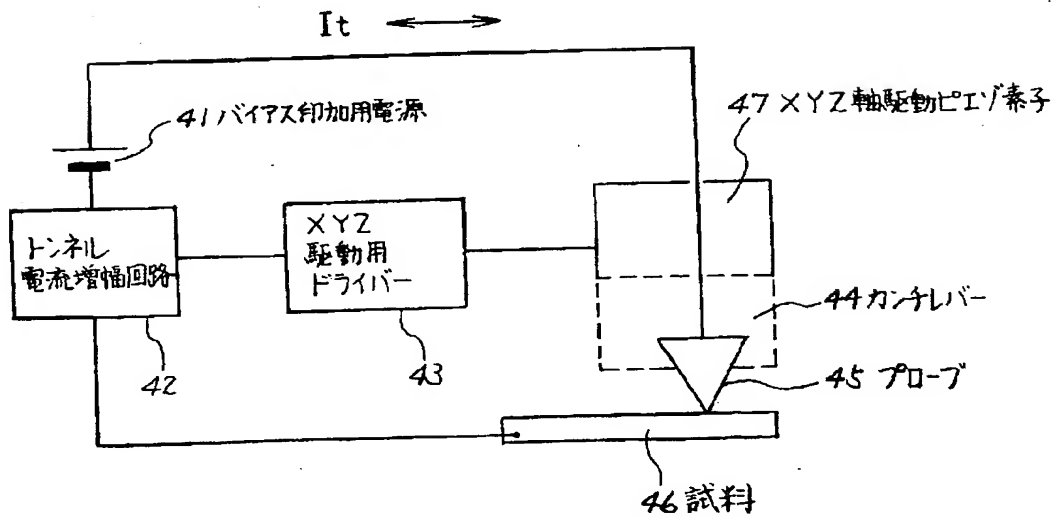 It
41 バイアス印加用電源
47 XYZ軸駆動ピエゾ素子
トンネル
電流増幅回路
XYZ
駆動用
ドライバー
44 カンチレバー
42
43
45 プローブ
46 試料